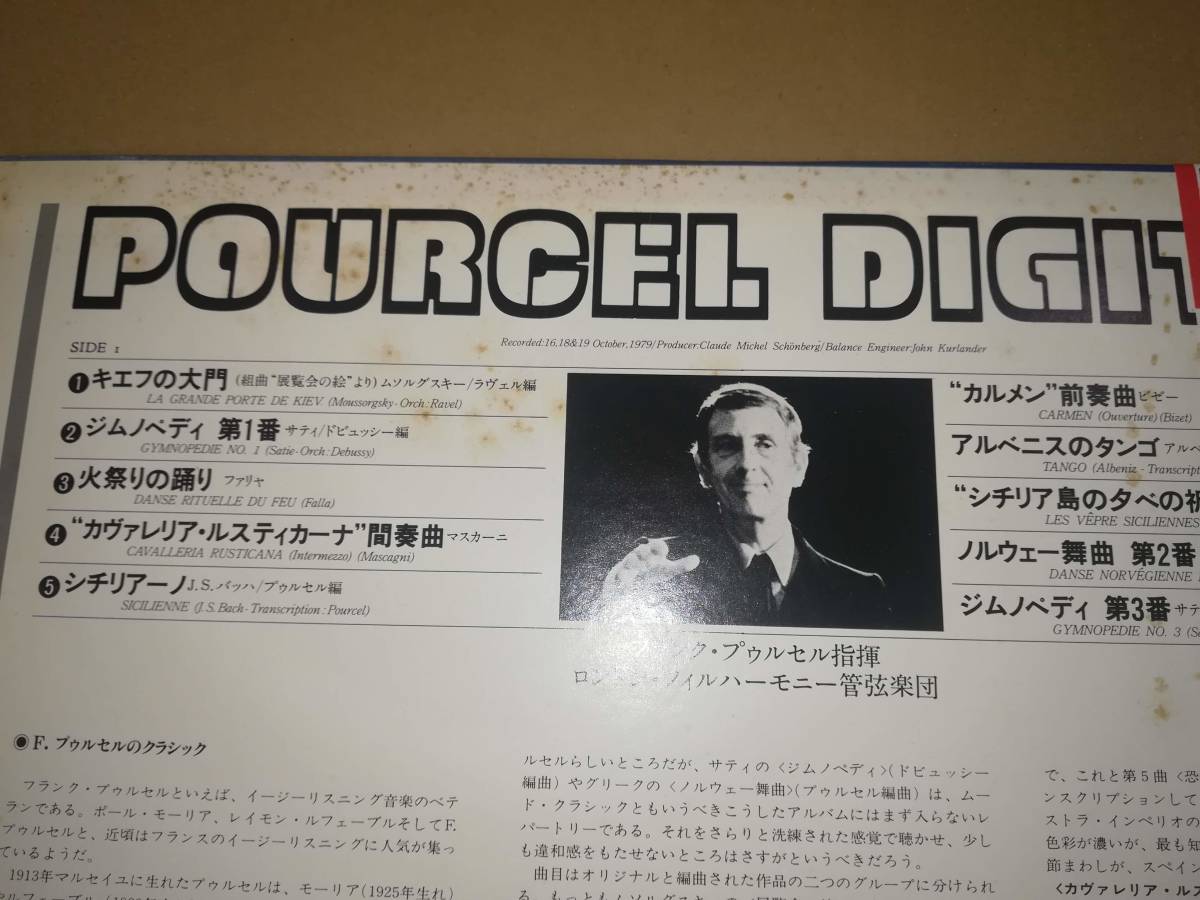 POURCEL DIGIT
Recorded:16,18&19 October,1979/Producer:Claude Michel Schönberg/Balance Engineer:John Kurlander
SIDE 1
❶キエフの大門(組曲“展覧会の絵”より)ムソルグスキー/ラヴェル編
LA GRANDE PORTE DE KIEV (Moussorgsky-Orch:Ravel)
❷ジムノペディ 第1番 サティ/ドビュッシー編
GYMNOPEDIE NO. 1 (Satie-Orch:Debussy)
❸火祭りの踊り ファリャ
DANSE RITUELLE DU FEU (Falla)
❹“カヴァレリア・ルスティカーナ”間奏曲 マスカーニ
CAVALLERIA RUSTICANA (Intermezzo) (Mascagni)
❺シチリアーノ J.S.バッハ/プゥルセル編
SICILIENNE (J.S.Bach-Transcription:Pourcel)
“カルメン”前奏曲 ビゼー
CARMEN (Ouverture) (Bizet)
アルベニスのタンゴ アルベ
TANGO (Albeniz-Transcript
“シチリア島の夕べの祈
LES VÊPRE SICILIENNES
ノルウェー舞曲 第2番
DANSE NORVÉGIENNE
ジムノペディ 第3番 サテ
GYMNOPEDIE NO. 3 (Sa
ク・プゥルセル指揮
ロン フィルハーモニー管弦楽団
◉F. プゥルセルのクラシック
フランク・プゥルセルといえば、イージーリスニング音楽のベテ
ランである。ポール・モーリア、レイモン・ルフェーブルそしてF.
プゥルセルと、近頃はフランスのイージーリスニングに人気が集っ
ているようだ。
1913年マルセイユに生れたプゥルセルは、モーリア(1925年生れ)
ルセルらしいところだが、サティの〈ジムノペディ〉(ドビュッシー
編曲)やグリークの〈ノルウェー舞曲〉(プゥルセル編曲)は、ムー
ド・クラシックともいうべきこうしたアルバムにはまず入らないレ
パートリーである。それをさらりと洗練された感覚で聴かせ、少し
も違和感をもたせないところはさすがというべきだろう。
曲目はオリジナルと編曲された作品の二つのグループに分けられ
で、これと第5曲〈恐
ンスクリプションして
ストラ・インペリオの
色彩が濃いが、最も知
節まわしが、スペイン
〈カヴァレリア・ルス